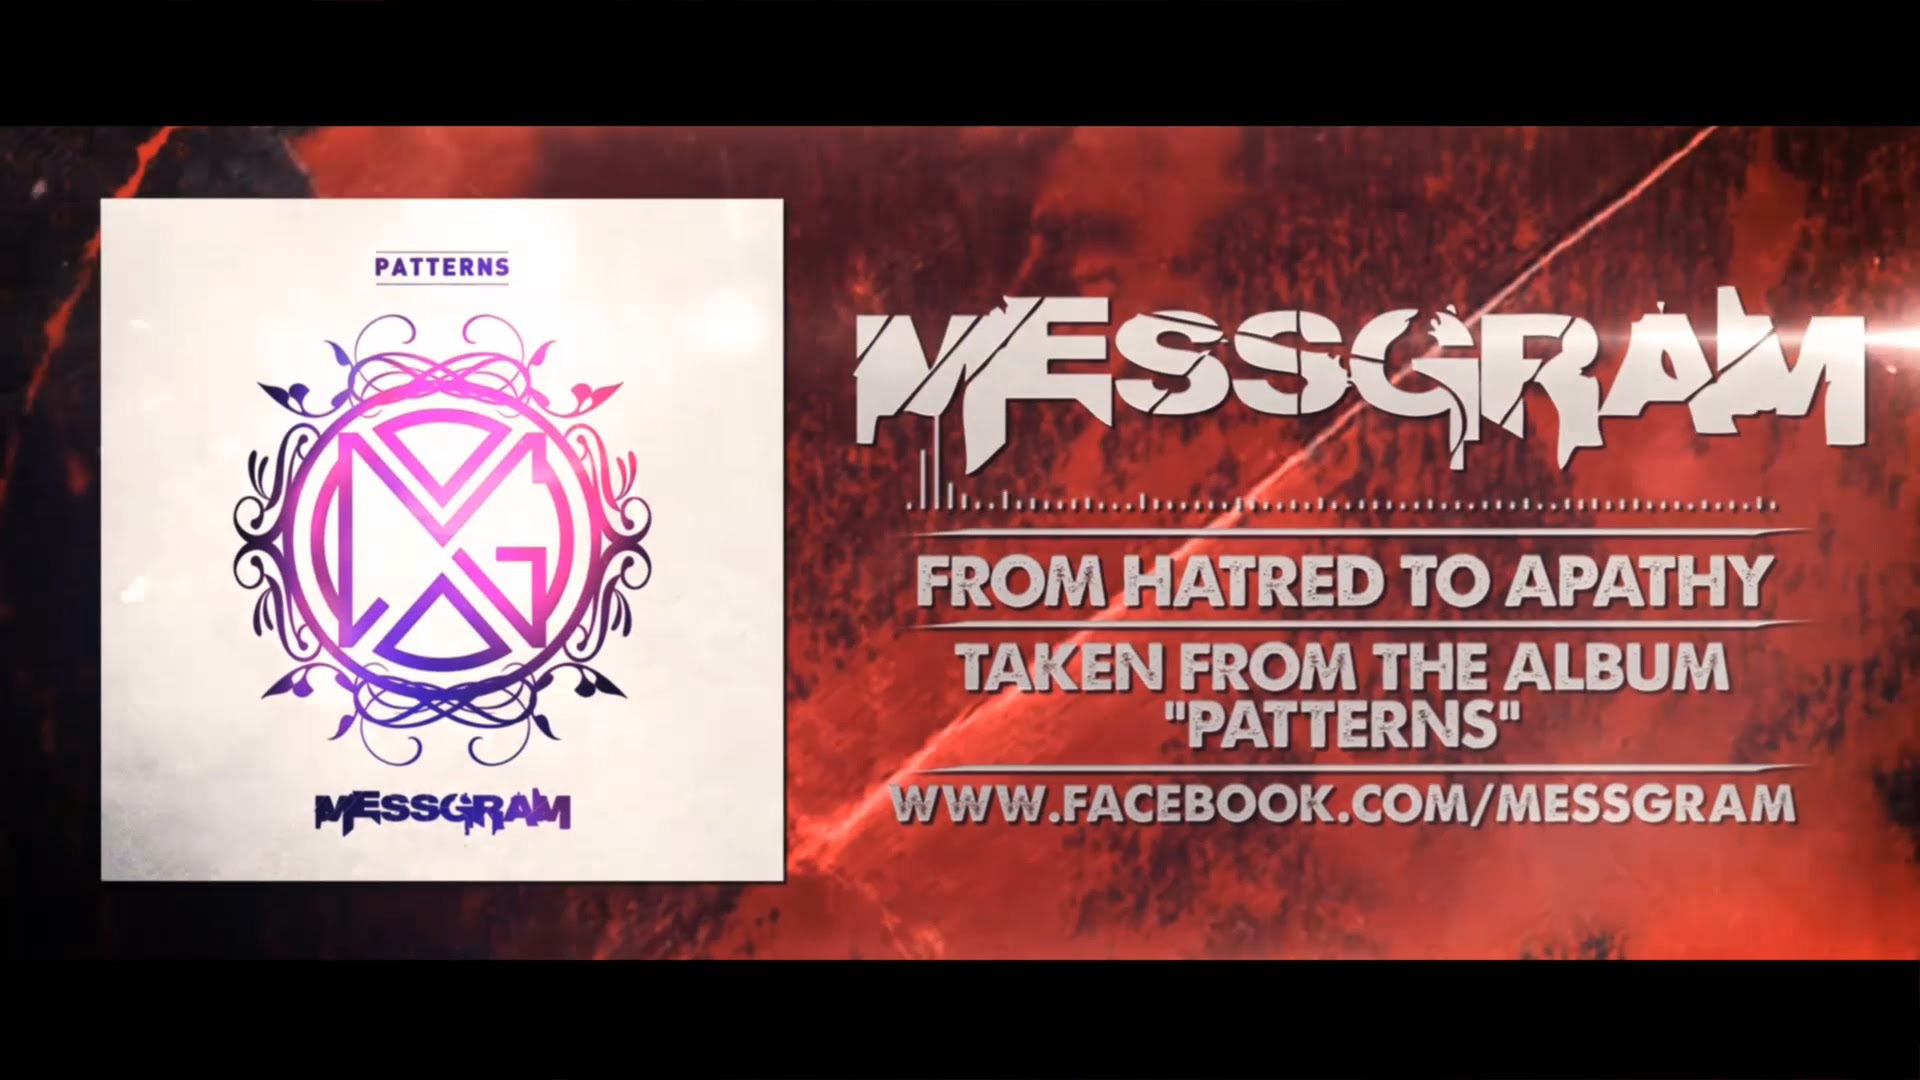 PATTERNS
MESSGRAM
MESSGRAM
FROM HATRED TO APATHY
TAKEN FROM THE ALBUM
"PATTERNS"
WWW.FACEBOOK.COM/MESSGRAM